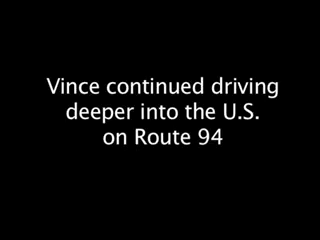 Vince continued driving
deeper into the U.S.
on Route 94